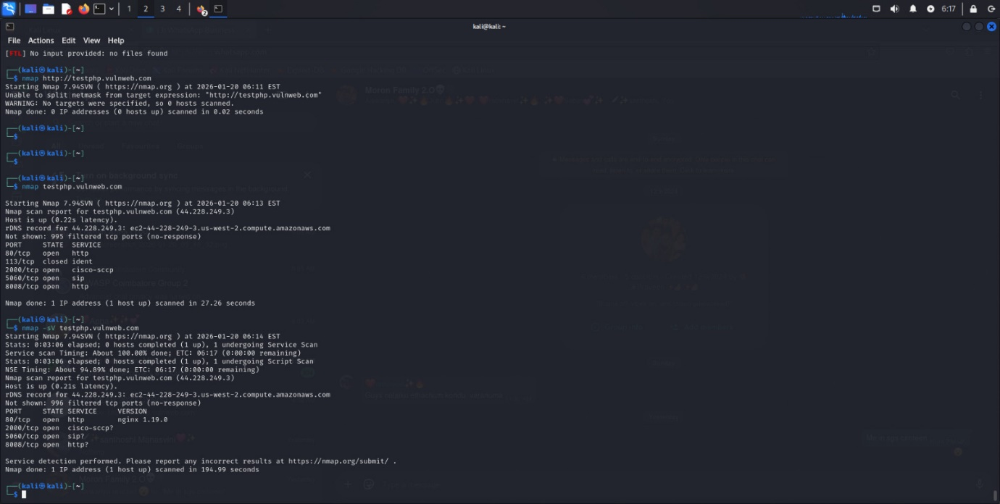 1 2 3 4 2 6:17
kali@kali: ~
File Actions Edit View Help
[FTL] No input provided: no files found
(kali㉿kali)-[~]
$ nmap http://testphp.vulnweb.com
Starting Nmap 7.94SVN ( https://nmap.org ) at 2026-01-20 06:11 EST
Unable to split netmask from target expression: "http://testphp.vulnweb.com"
WARNING: No targets were specified, so 0 hosts scanned.
Nmap done: 0 IP addresses (0 hosts up) scanned in 0.02 seconds
(kali㉿kali)-[~]
$
(kali㉿kali)-[~]
$
(kali㉿kali)-[~]
$ nmap testphp.vulnweb.com
Starting Nmap 7.94SVN ( https://nmap.org ) at 2026-01-20 06:13 EST
Nmap scan report for testphp.vulnweb.com (44.228.249.3)
Host is up (0.22s latency).
rDNS record for 44.228.249.3: ec2-44-228-249-3.us-west-2.compute.amazonaws.com
Not shown: 995 filtered tcp ports (no-response)
PORT STATE SERVICE
80/tcp open http
113/tcp closed ident
2000/tcp open cisco-sccp
5060/tcp open sip
8008/tcp open http
Nmap done: 1 IP address (1 host up) scanned in 27.26 seconds
(kali㉿kali)-[~]
$ nmap -sV testphp.vulnweb.com
Starting Nmap 7.94SVN ( https://nmap.org ) at 2026-01-20 06:14 EST
Stats: 0:03:06 elapsed; 0 hosts completed (1 up), 1 undergoing Service Scan
Service scan Timing: About 100.00% done; ETC: 06:17 (0:00:00 remaining)
Stats: 0:03:06 elapsed; 0 hosts completed (1 up), 1 undergoing Script Scan
NSE Timing: About 94.89% done; ETC: 06:17 (0:00:00 remaining)
Nmap scan report for testphp.vulnweb.com (44.228.249.3)
Host is up (0.21s latency).
rDNS record for 44.228.249.3: ec2-44-228-249-3.us-west-2.compute.amazonaws.com
Not shown: 996 filtered tcp ports (no-response)
PORT STATE SERVICE VERSION
80/tcp open http nginx 1.19.0
2000/tcp open cisco-sccp?
5060/tcp open sip?
8008/tcp open http?
Service detection performed. Please report any incorrect results at https://nmap.org/submit/ .
Nmap done: 1 IP address (1 host up) scanned in 194.99 seconds
(kali㉿kali)-[~]
$
Moron Family 2.O
on background sync
Moron Family 2.O